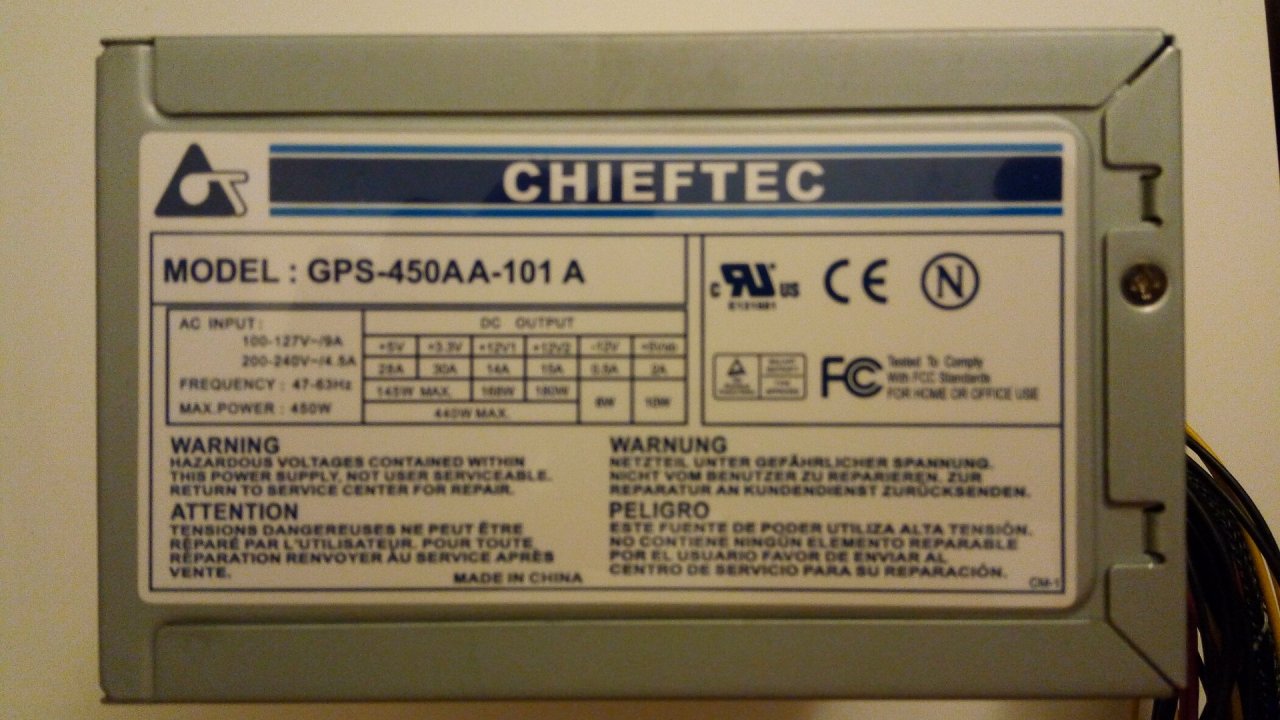 CHIEFTEC
MODEL : GPS-450AA-101 A
AC INPUT:
100-127V~/9A
200-240V~/4.5A
FREQUENCY : 47-63Hz
MAX.POWER : 450W
DC OUTPUT
+5V +3.3V +12V1 +12V2 -12V
28A 30A 14A 15A 0.5A 2A
145W MAX. 168W 180W 6W 10W
440W MAX.
C US
CE
N
FC Tested To Comply
With FCC Standards
FOR HOME OR OFFICE USE
WARNING
HAZARDOUS VOLTAGES CONTAINED WITHIN
THIS POWER SUPPLY, NOT USER SERVICEABLE.
RETURN TO SERVICE CENTER FOR REPAIR.
ATTENTION
TENSIONS DANGEREUSES NE PEUT ÊTRE
RÉPARÉ PAR L'UTILISATEUR. POUR TOUTE
RÉPARATION RENVOYER ÀU SERVICE APRÈS
VENTE.
MADE IN CHINA
WARNUNG
NETZTEIL UNTER GEFÄHRLICHER SPANNUNG.
NICHT VOM BENUTZER ZU REPARIEREN. ZUR
REPARATUR AN KUNDENDIENST ZURÜCKSENDEN.
PELIGRO
ESTE FUENTE DE PODER UTILIZA ALTA TENSIÓN.
NO CONTIENE NINGÚN ELEMENTO REPARABLE
POR EL USUARIO FAVOR DE ENVIAR AL
CENTRO DE SERVICIO PARA SU REPARACIÓN.
CM-1